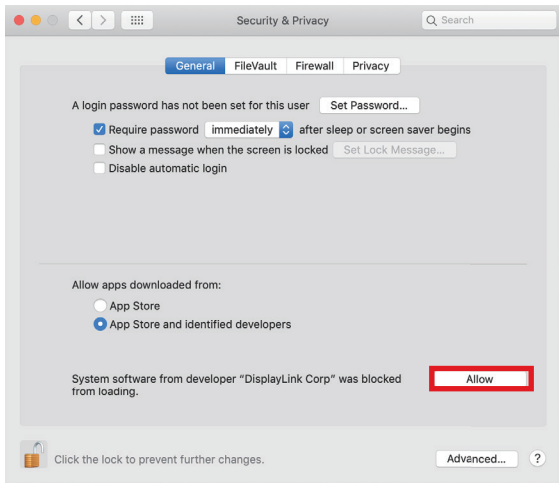 Security & Privacy
Search
General FileVault Firewall Privacy
A login password has not been set for this user Set Password...
Require password immediately after sleep or screen saver begins
Show a message when the screen is locked Set Lock Message...
Disable automatic login
Allow apps downloaded from:
App Store
App Store and identified developers
System software from developer “DisplayLink Corp” was blocked Allow
from loading.
Click the lock to prevent further changes. Advanced... ?